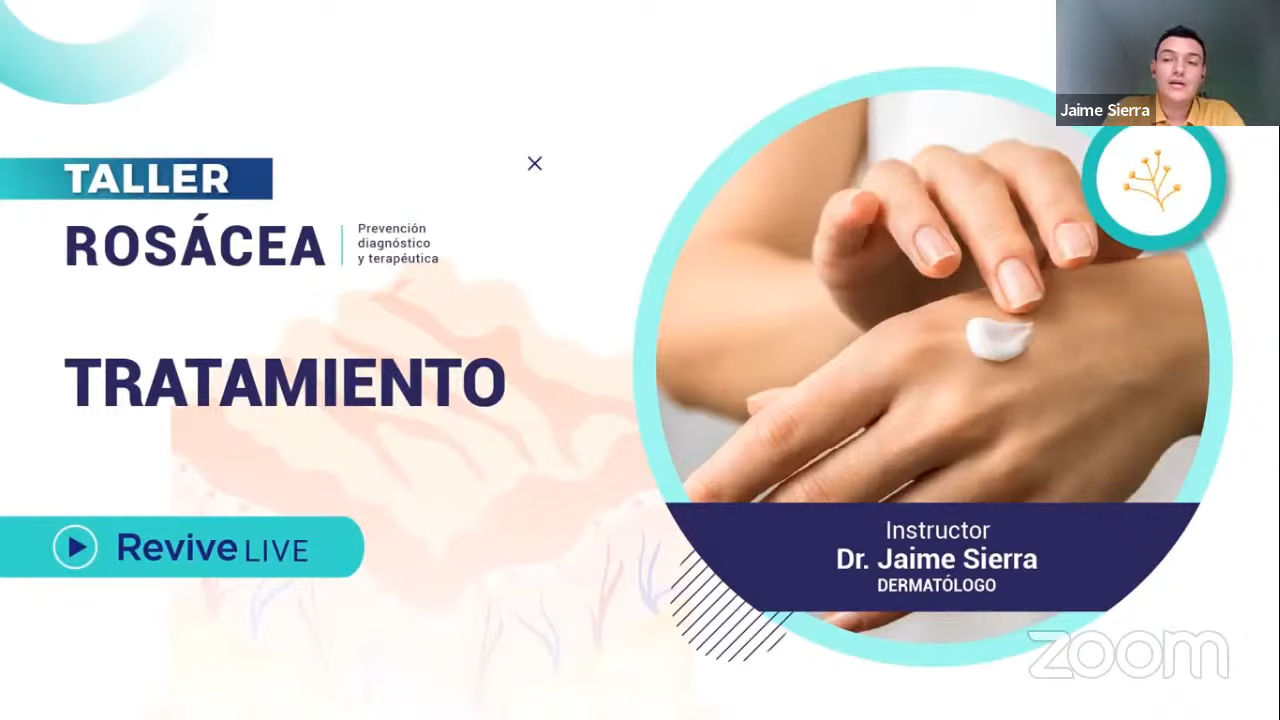 Jaime Sierra
TALLER
ROSÁCEA
Prevención
diagnóstico
y terapéutica
TRATAMIENTO
Revive LIVE
Instructor
Dr. Jaime Sierra
DERMATÓLOGO
zoom